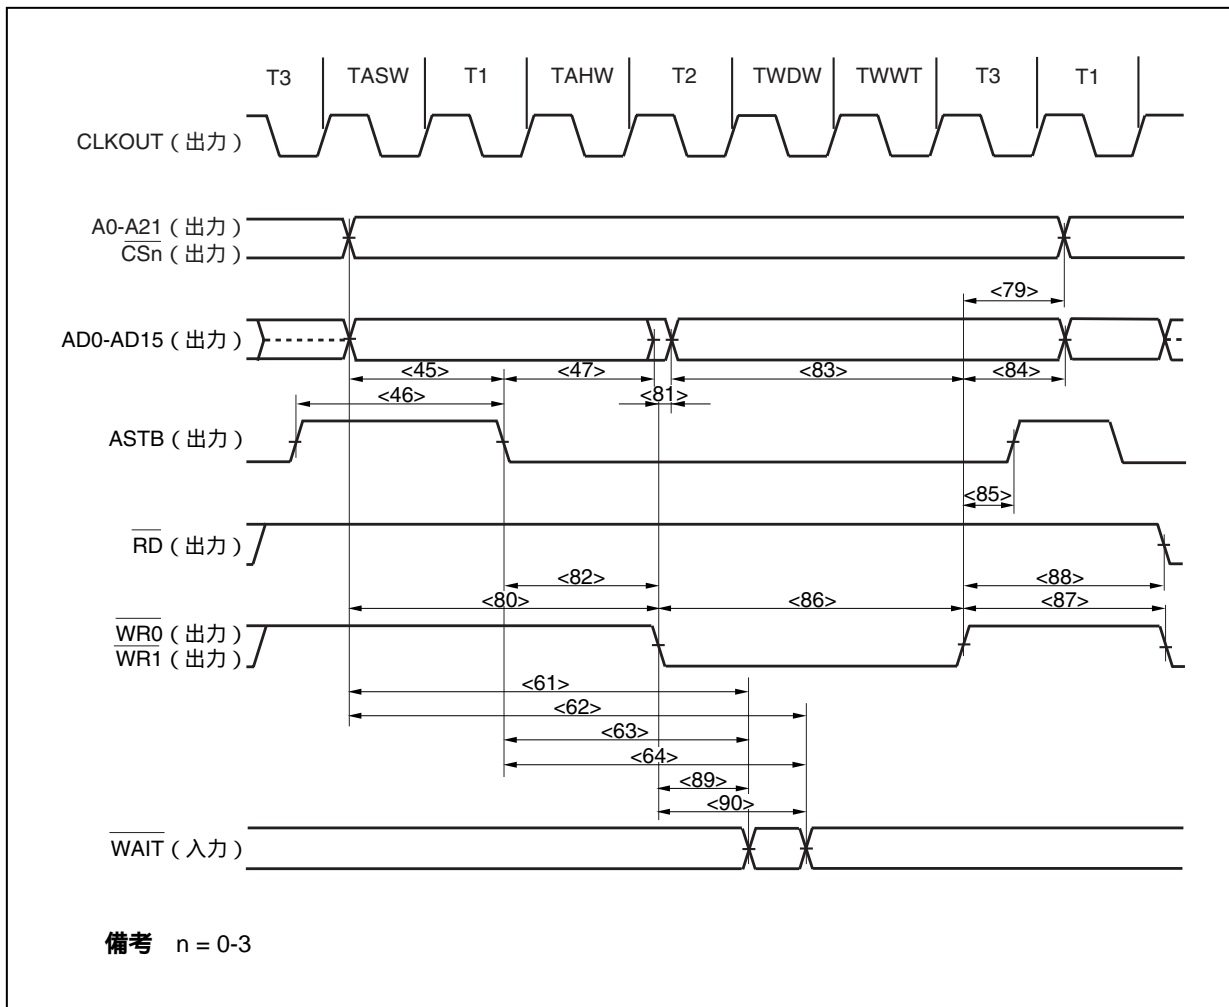 T3 TASW T1 TAHW T2 TWDW TWWT T3 T1
CLKOUT(出力)
A0-A21(出力)
CSn(出力)
<79>
AD0-AD15(出力)
<45> <47> <83> <84>
<46> <81>
ASTB(出力)
<85>
RD(出力)
<82> <88>
<80> <86> <87>
WR0(出力)
WR1(出力)
<61>
<62>
<63>
<64>
<89>
<90>
WAIT(入力)
備考 n = 0-3